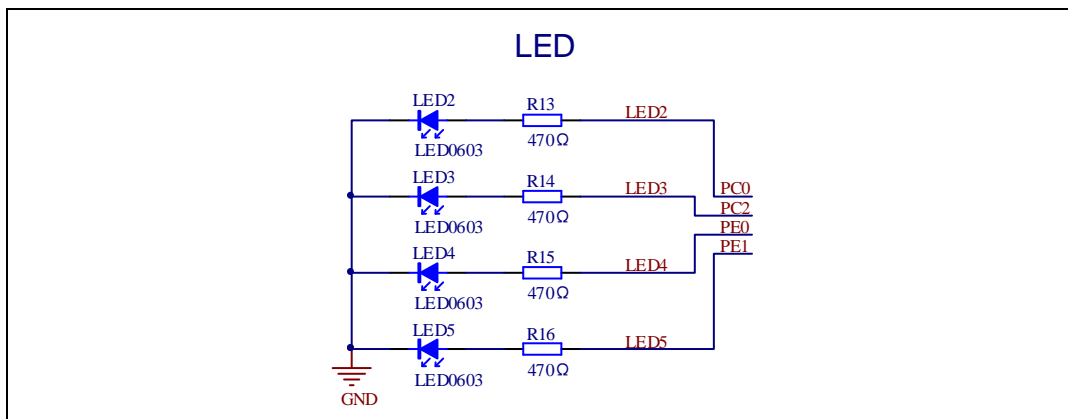 LED
LED2 R13 LED2
470Ω
LED0603
LED3 R14 LED3 PC0
470Ω PC2
LED0603 PE0
LED4 R15 LED4 PE1
470Ω
LED0603
LED5 R16 LED5
470Ω
LED0603
GND